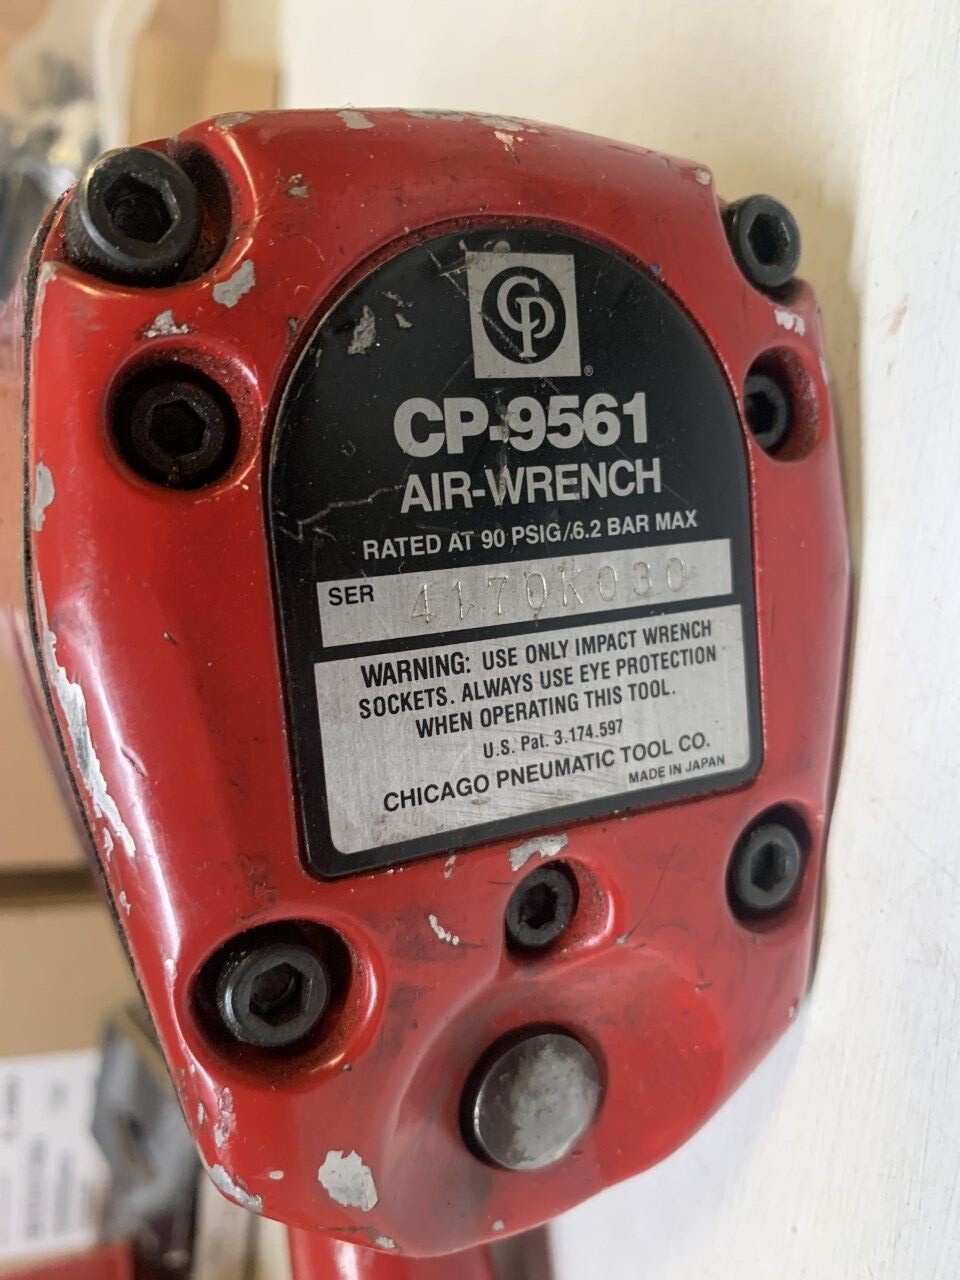 CP
®
CP-9561
AIR-WRENCH
RATED AT 90 PSIG/6.2 BAR MAX
SER 4170K030
WARNING: USE ONLY IMPACT WRENCH
SOCKETS. ALWAYS USE EYE PROTECTION
WHEN OPERATING THIS TOOL.
U.S. Pat. 3.174.597
CHICAGO PNEUMATIC TOOL CO.
MADE IN JAPAN